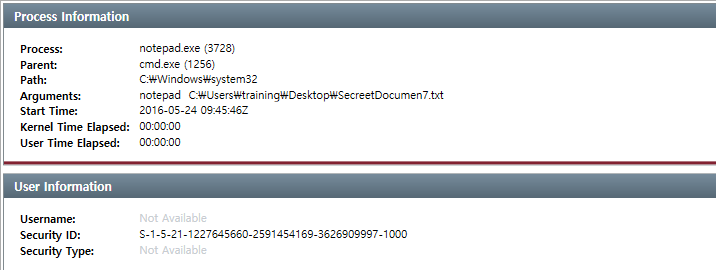 Process Information
Process: notepad.exe (3728)
Parent: cmd.exe (1256)
Path: C:₩Windows₩system32
Arguments: notepad  C:₩Users₩training₩Desktop₩SecreetDocumen7.txt
Start Time: 2016-05-24 09:45:46Z
Kernel Time Elapsed: 00:00:00
User Time Elapsed: 00:00:00
User Information
Username: Not Available
Security ID: S-1-5-21-1227645660-2591454169-3626909997-1000
Security Type: Not Available